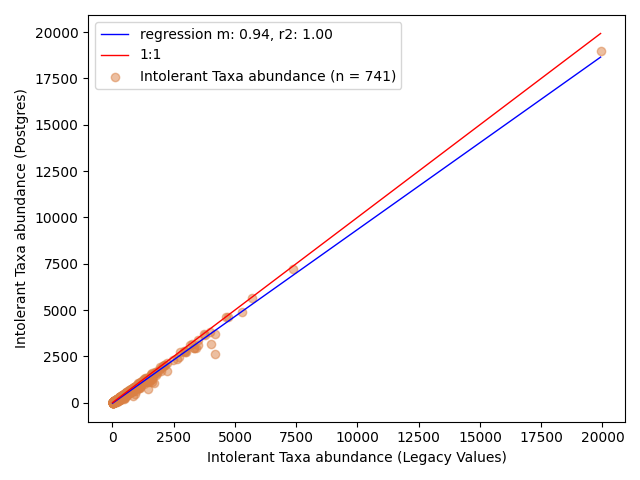 regression m: 0.94, r2: 1.00
1:1
Intolerant Taxa abundance (n = 741)
Intolerant Taxa abundance (Postgres)
20000
17500
15000
12500
10000
7500
5000
2500
0
0 2500 5000 7500 10000 12500 15000 17500 20000
Intolerant Taxa abundance (Legacy Values)